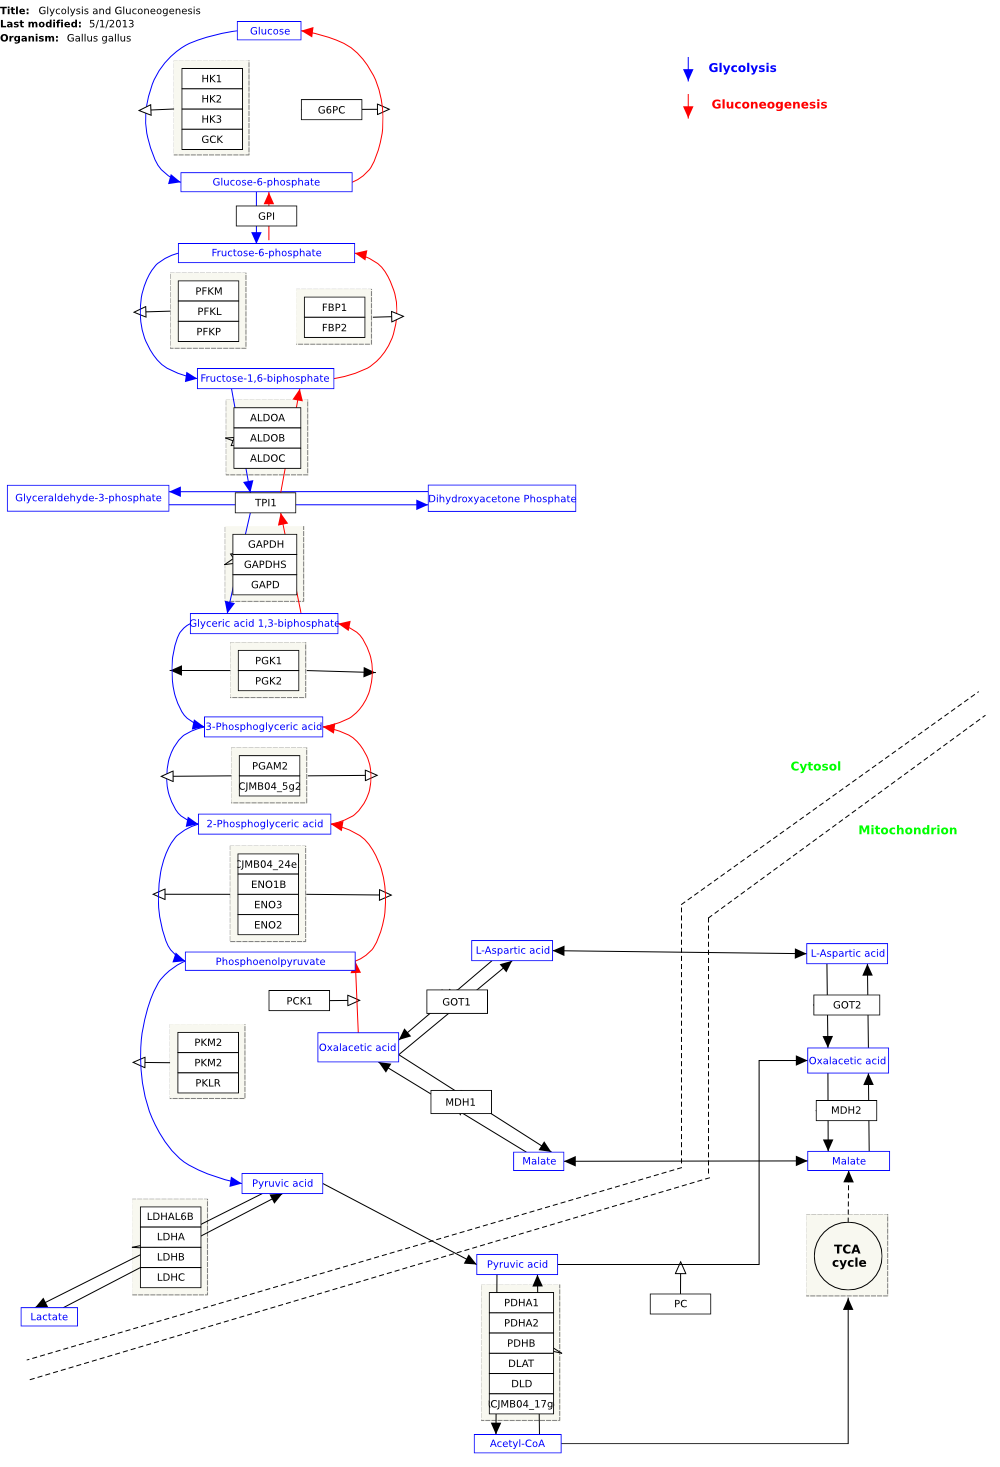 Title: Glycolysis and Gluconeogenesis
Last modified: 5/1/2013
Organism: Gallus gallus
Glucose
Glycolysis
Gluconeogenesis
HK1
HK2
HK3
GCK
G6PC
Glucose-6-phosphate
GPI
Fructose-6-phosphate
PFKM
PFKL
PFKP
FBP1
FBP2
Fructose-1,6-biphosphate
ALDOA
ALDOB
ALDOC
Glyceraldehyde-3-phosphate
TPI1
Dihydroxyacetone Phosphate
GAPDH
GAPDHS
GAPD
Glyceric acid 1,3-biphosphate
PGK1
PGK2
3-Phosphoglyceric acid
PGAM2
CJMB04_5g2
Cytosol
2-Phosphoglyceric acid
Mitochondrion
CJMB04_24e
ENO1B
ENO3
ENO2
L-Aspartic acid
L-Aspartic acid
Phosphoenolpyruvate
PCK1
GOT1
GOT2
PKM2
PKM2
PKLR
Oxalacetic acid
Oxalacetic acid
MDH1
MDH2
Malate
Malate
Pyruvic acid
LDHAL6B
LDHA
LDHB
LDHC
TCA
cycle
Pyruvic acid
PC
Lactate
PDHA1
PDHA2
PDHB
DLAT
DLD
CJMB04_17g
Acetyl-CoA